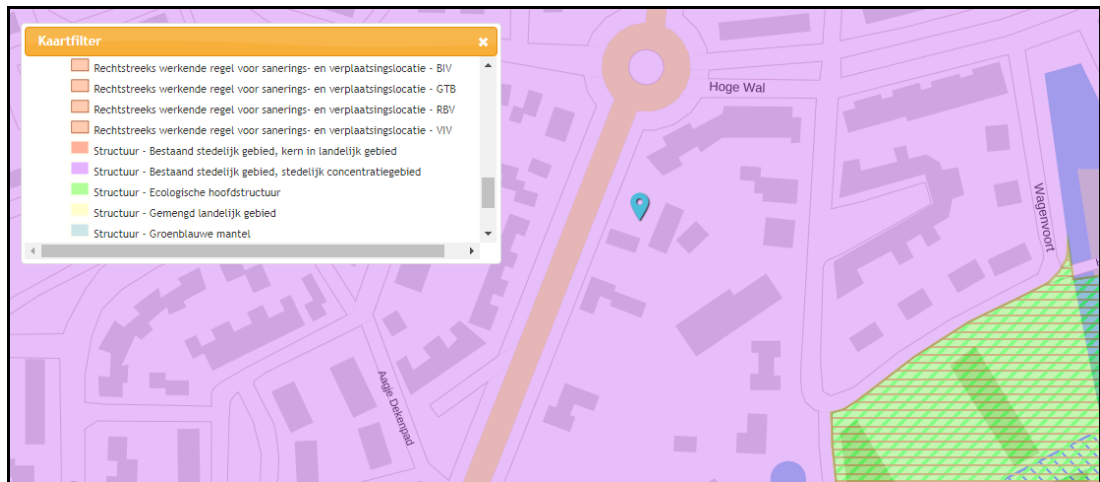 Kaartfilter ×
Rechtstreeks werkende regel voor sanerings- en verplaatsingslocatie - BIV
Rechtstreeks werkende regel voor sanerings- en verplaatsingslocatie - GTB
Rechtstreeks werkende regel voor sanerings- en verplaatsingslocatie - RBV
Rechtstreeks werkende regel voor sanerings- en verplaatsingslocatie - VIV
Structuur - Bestaand stedelijk gebied, kern in landelijk gebied
Structuur - Bestaand stedelijk gebied, stedelijk concentratiegebied
Structuur - Ecologische hoofdstructuur
Structuur - Gemengd landelijk gebied
Structuur - Groenblauwe mantel
Hoge Wal
Wagenvoort
Aagje Dekenpad